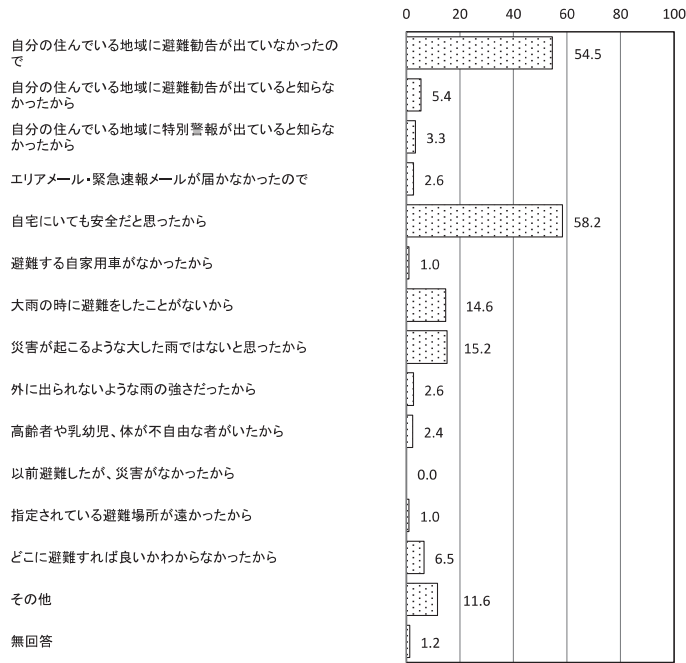 0 20 40 60 80 100
自分の住んでいる地域に避難勧告が出ていなかったの
で
54.5
自分の住んでいる地域に避難勧告が出ていると知らな
かったから
5.4
自分の住んでいる地域に特別警報が出ていると知らな
かったから
3.3
エリアメール・緊急速報メールが届かなかったので
2.6
自宅にいても安全だと思ったから
58.2
避難する自家用車がなかったから
1.0
大雨の時に避難をしたことがないから
14.6
災害が起こるような大した雨ではないと思ったから
15.2
外に出られないような雨の強さだったから
2.6
高齢者や乳幼児、体が不自由な者がいたから
2.4
以前避難したが、災害がなかったから
0.0
指定されている避難場所が遠かったから
1.0
どこに避難すれば良いかわからなかったから
6.5
その他
11.6
無回答
1.2